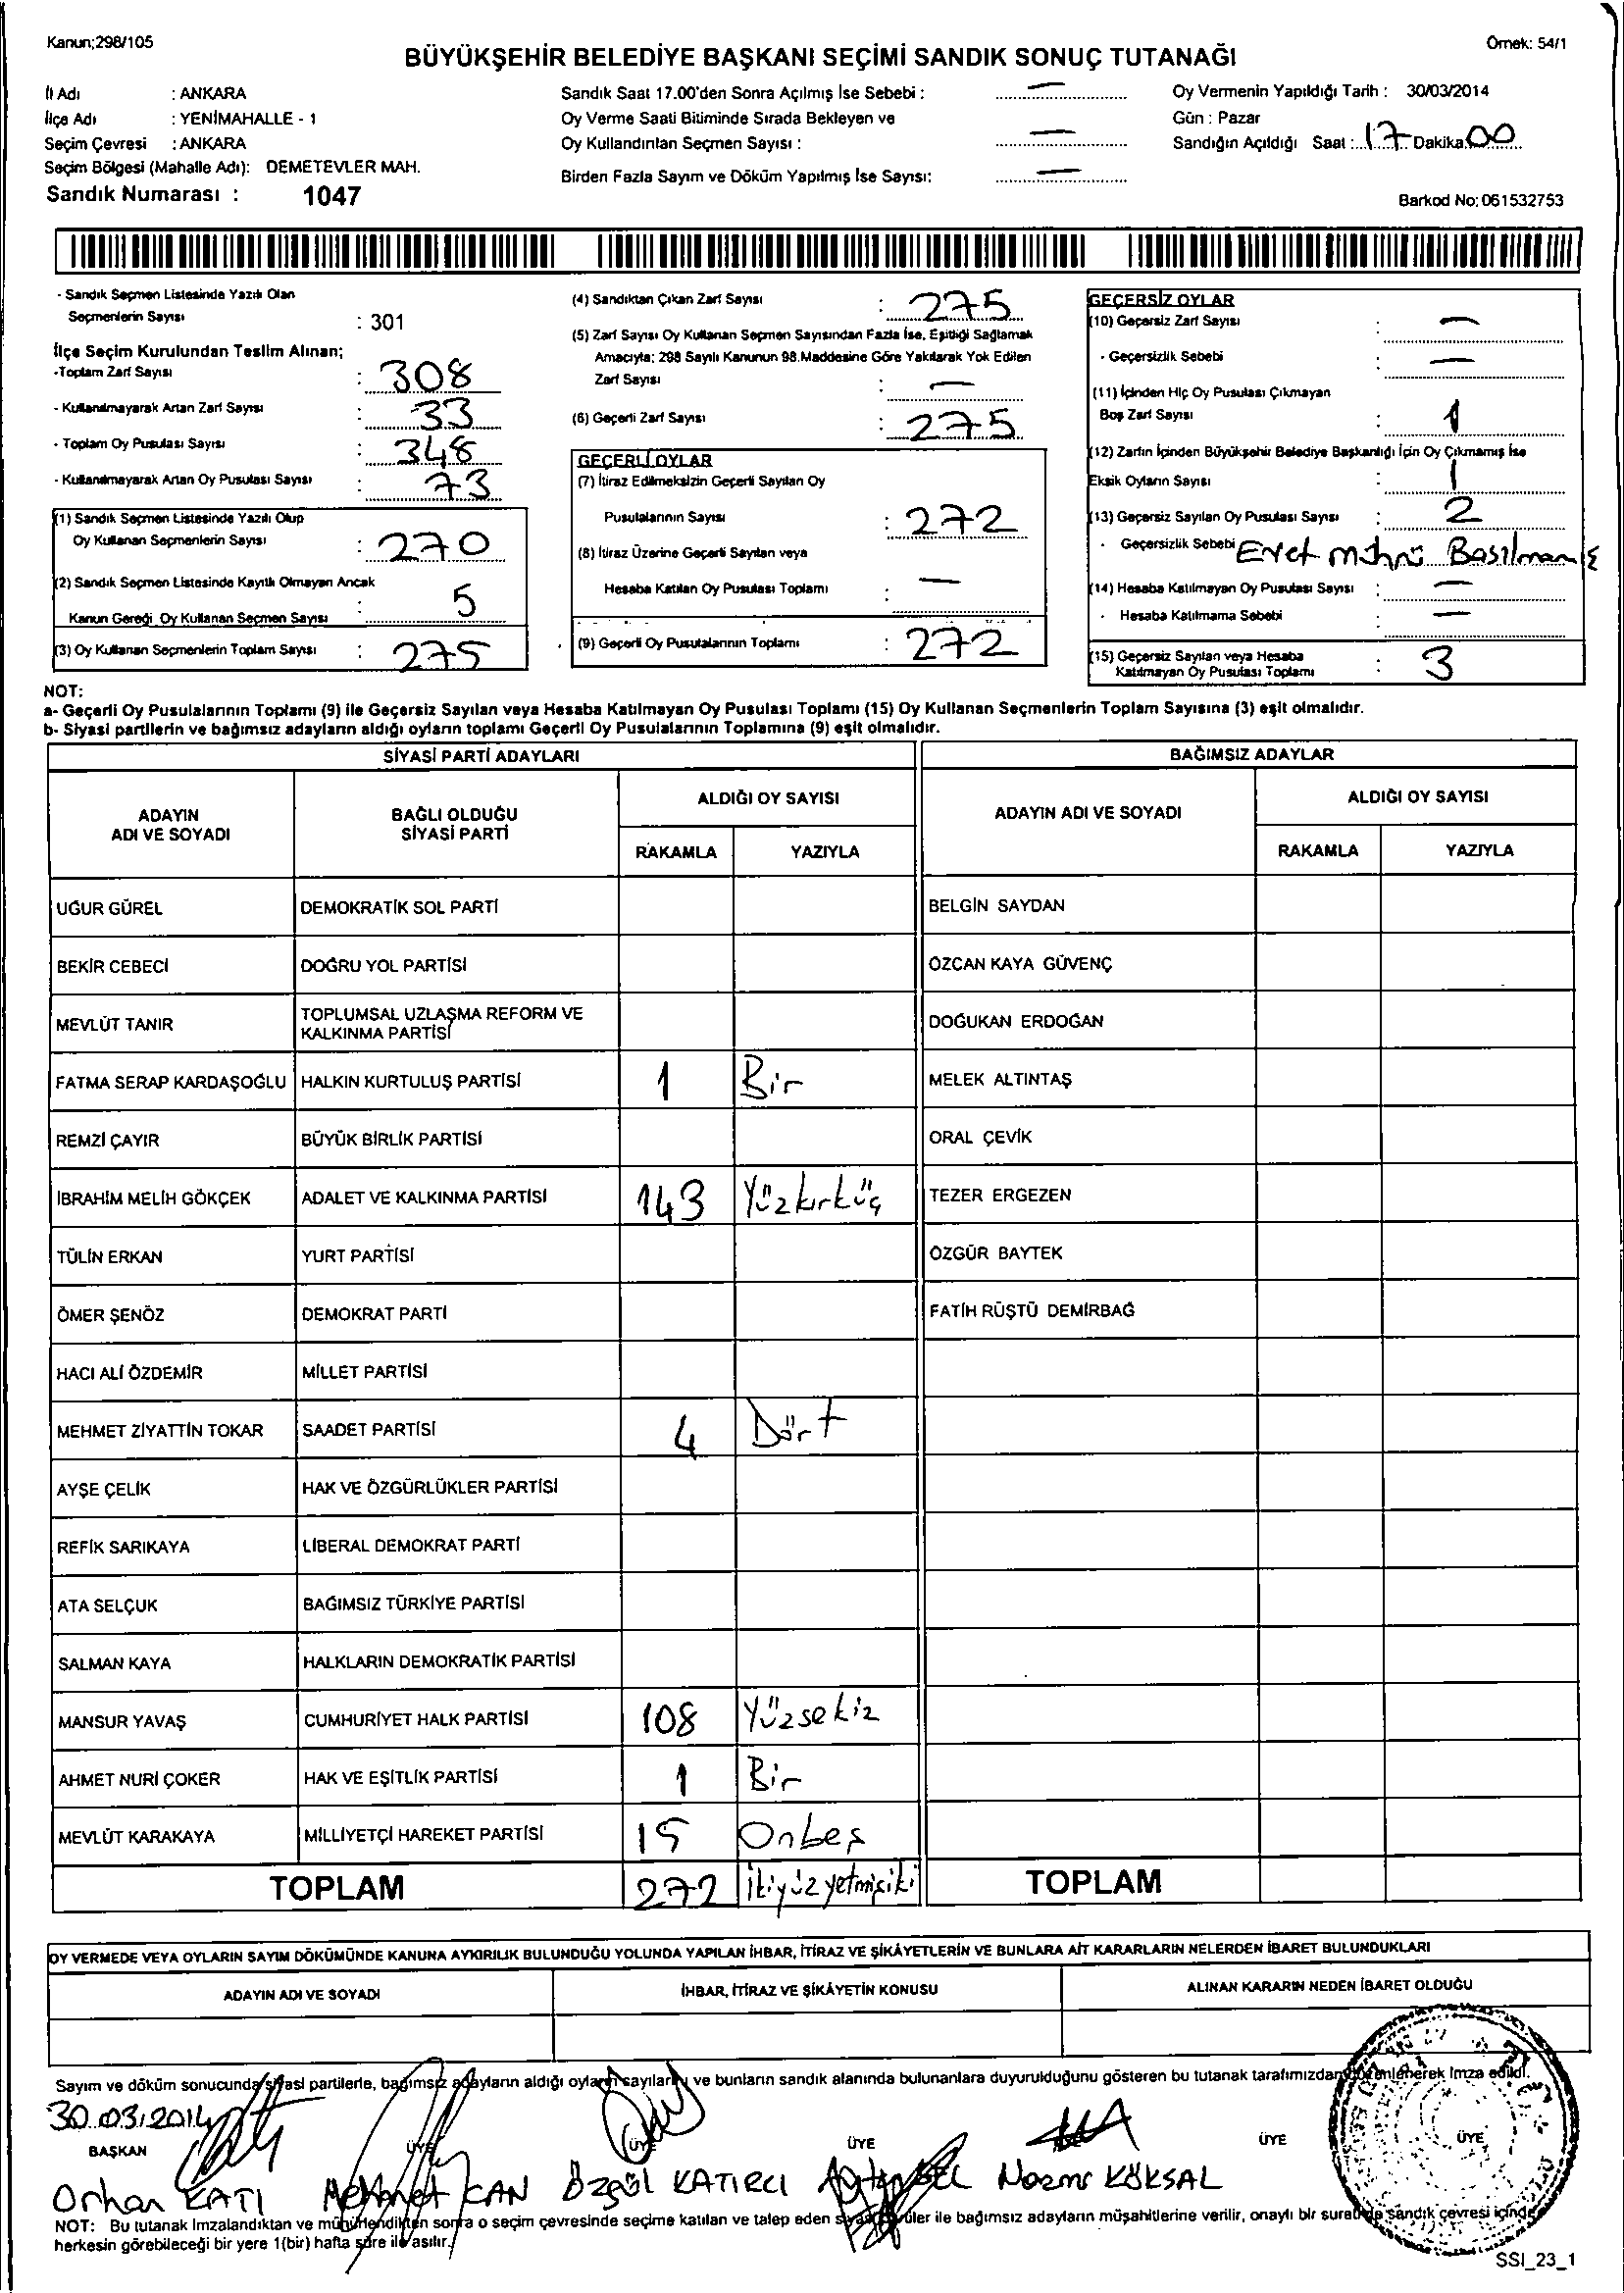 Kanun;298/105
Örnek: 54/1
BÜYÜKŞEHİR BELEDİYE BAŞKANI SEÇİMİ SANDIK SONUÇ TUTANAĞI
İl Adı : ANKARA
İlçe Adı : YENİMAHALLE - 1
Seçim Çevresi : ANKARA
Seçim Bölgesi (Mahalle Adı): DEMETEVLER MAH.
Sandık Numarası : 1047
Sandık Saat 17.00'den Sonra Açılmış İse Sebebi : —
Oy Verme Saati Bitiminde Sırada Bekleyen ve
Oy Kullandırılan Seçmen Sayısı : —
Birden Fazla Sayım ve Döküm Yapılmış İse Sayısı: —
Oy Vermenin Yapıldığı Tarih : 30/03/2014
Gün : Pazar
Sandığın Açıldığı Saat : 17 Dakika 00
Barkod No: 061532753
- Sandık Seçmen Listesinde Yazılı Olan
Seçmenlerin Sayısı : 301
İlçe Seçim Kurulundan Teslim Alınan;
-Toplam Zarf Sayısı : 308
- Kullanılmayarak Artan Zarf Sayısı : 33
- Toplam Oy Pusulası Sayısı : 348
- Kullanılmayarak Artan Oy Pusulası Sayısı : 73
(1) Sandık Seçmen Listesinde Yazılı Olup
Oy Kullanan Seçmenlerin Sayısı : 270
(2) Sandık Seçmen Listesinde Kayıtlı Olmayan Ancak
Kanun Gereği Oy Kullanan Seçmen Sayısı : 5
(3) Oy Kullanan Seçmenlerin Toplam Sayısı : 275
(4) Sandıktan Çıkan Zarf Sayısı : 275
(5) Zarf Sayısı Oy Kullanan Seçmen Sayısından Fazla İse, Eşitliği Sağlamak
Amacıyla; 298 Sayılı Kanunun 98.Maddesine Göre Yakılarak Yok Edilen
Zarf Sayısı : —
(6) Geçerli Zarf Sayısı : 275
GEÇERLİ OYLAR
(7) İtiraz Edilmeksizin Geçerli Sayılan Oy
Pusulalarının Sayısı : 272
(8) İtiraz Üzerine Geçerli Sayılan veya
Hesaba Katılan Oy Pusulası Toplamı : —
(9) Geçerli Oy Pusulalarının Toplamı : 272
GEÇERSİZ OYLAR
(10) Geçersiz Zarf Sayısı : —
- Geçersizlik Sebebi : —
(11) İçinden Hiç Oy Pusulası Çıkmayan
Boş Zarf Sayısı : 1
(12) Zarfın İçinden Büyükşehir Belediye Başkanlığı İçin Oy Çıkmamış İse
Eksik Oyların Sayısı : 1
(13) Geçersiz Sayılan Oy Pusulası Sayısı : 2
- Geçersizlik Sebebi Evet mührü Basılmamış
(14) Hesaba Katılmayan Oy Pusulası Sayısı : —
- Hesaba Katılmama Sebebi : —
(15) Geçersiz Sayılan veya Hesaba
Katılmayan Oy Pusulası Toplamı : 3
NOT:
a- Geçerli Oy Pusulalarının Toplamı (9) ile Geçersiz Sayılan veya Hesaba Katılmayan Oy Pusulası Toplamı (15) Oy Kullanan Seçmenlerin Toplam Sayısına (3) eşit olmalıdır.
b- Siyasi partilerin ve bağımsız adayların aldığı oyların toplamı Geçerli Oy Pusulalarının Toplamına (9) eşit olmalıdır.
SİYASİ PARTİ ADAYLARI
ADAYIN ADI VE SOYADI BAĞLI OLDUĞU SİYASİ PARTİ ALDIĞI OY SAYISI
RAKAMLA YAZIYLA
UĞUR GÜREL DEMOKRATİK SOL PARTİ
BEKİR CEBECİ DOĞRU YOL PARTİSİ
MEVLÜT TANIR TOPLUMSAL UZLAŞMA REFORM VE KALKINMA PARTİSİ
FATMA SERAP KARDAŞOĞLU HALKIN KURTULUŞ PARTİSİ 1 Bir
REMZİ ÇAYIR BÜYÜK BİRLİK PARTİSİ
İBRAHİM MELİH GÖKÇEK ADALET VE KALKINMA PARTİSİ 143 Yüzkırküç
TÜLİN ERKAN YURT PARTİSİ
ÖMER ŞENÖZ DEMOKRAT PARTİ
HACI ALİ ÖZDEMİR MİLLET PARTİSİ
MEHMET ZİYATTİN TOKAR SAADET PARTİSİ 4 Dört
AYŞE ÇELİK HAK VE ÖZGÜRLÜKLER PARTİSİ
REFİK SARIKAYA LİBERAL DEMOKRAT PARTİ
ATA SELÇUK BAĞIMSIZ TÜRKİYE PARTİSİ
SALMAN KAYA HALKLARIN DEMOKRATİK PARTİSİ
MANSUR YAVAŞ CUMHURİYET HALK PARTİSİ 108 Yüzsekiz
AHMET NURİ ÇOKER HAK VE EŞİTLİK PARTİSİ 1 Bir
MEVLÜT KARAKAYA MİLLİYETÇİ HAREKET PARTİSİ 15 Onbeş
TOPLAM 272 İkiyüzyetmişiki
BAĞIMSIZ ADAYLAR
ADAYIN ADI VE SOYADI ALDIĞI OY SAYISI
RAKAMLA YAZIYLA
BELGİN SAYDAN
ÖZCAN KAYA GÜVENÇ
DOĞUKAN ERDOĞAN
MELEK ALTINTAŞ
ORAL ÇEVİK
TEZER ERGEZEN
ÖZGÜR BAYTEK
FATİH RÜŞTÜ DEMİRBAĞ
TOPLAM
OY VERMEDE VEYA OYLARIN SAYIM DÖKÜMÜNDE KANUNA AYKIRILIK BULUNDUĞU YOLUNDA YAPILAN İHBAR, İTİRAZ VE ŞİKÂYETLERİN VE BUNLARA AİT KARARLARIN NELERDEN İBARET BULUNDUKLARI
ADAYIN ADI VE SOYADI İHBAR, İTİRAZ VE ŞİKÂYETİN KONUSU ALINAN KARARIN NEDEN İBARET OLDUĞU
Sayım ve döküm sonucunda siyasi partilerle, bağımsız adayların aldığı oyların sayıları ve bunların sandık alanında bulunanlara duyurulduğunu gösteren bu tutanak tarafımızdan düzenlenerek imza edildi.
30.03.2014
BAŞKAN ÜYE ÜYE ÜYE ÜYE ÜYE ÜYE
Orhan KATI Mehmet CAN Özgül KATIRCI Nazmi KÖKSAL
NOT: Bu tutanak imzalandıktan ve mühürlendikten sonra o seçim çevresinde seçime katılan ve talep eden siyasi partiler ile bağımsız adayların müşahitlerine verilir, onaylı bir sureti de sandık çevresi içinde
herkesin görebileceği bir yere 1(bir) hafta süre ile asılır.
SSI_23_1